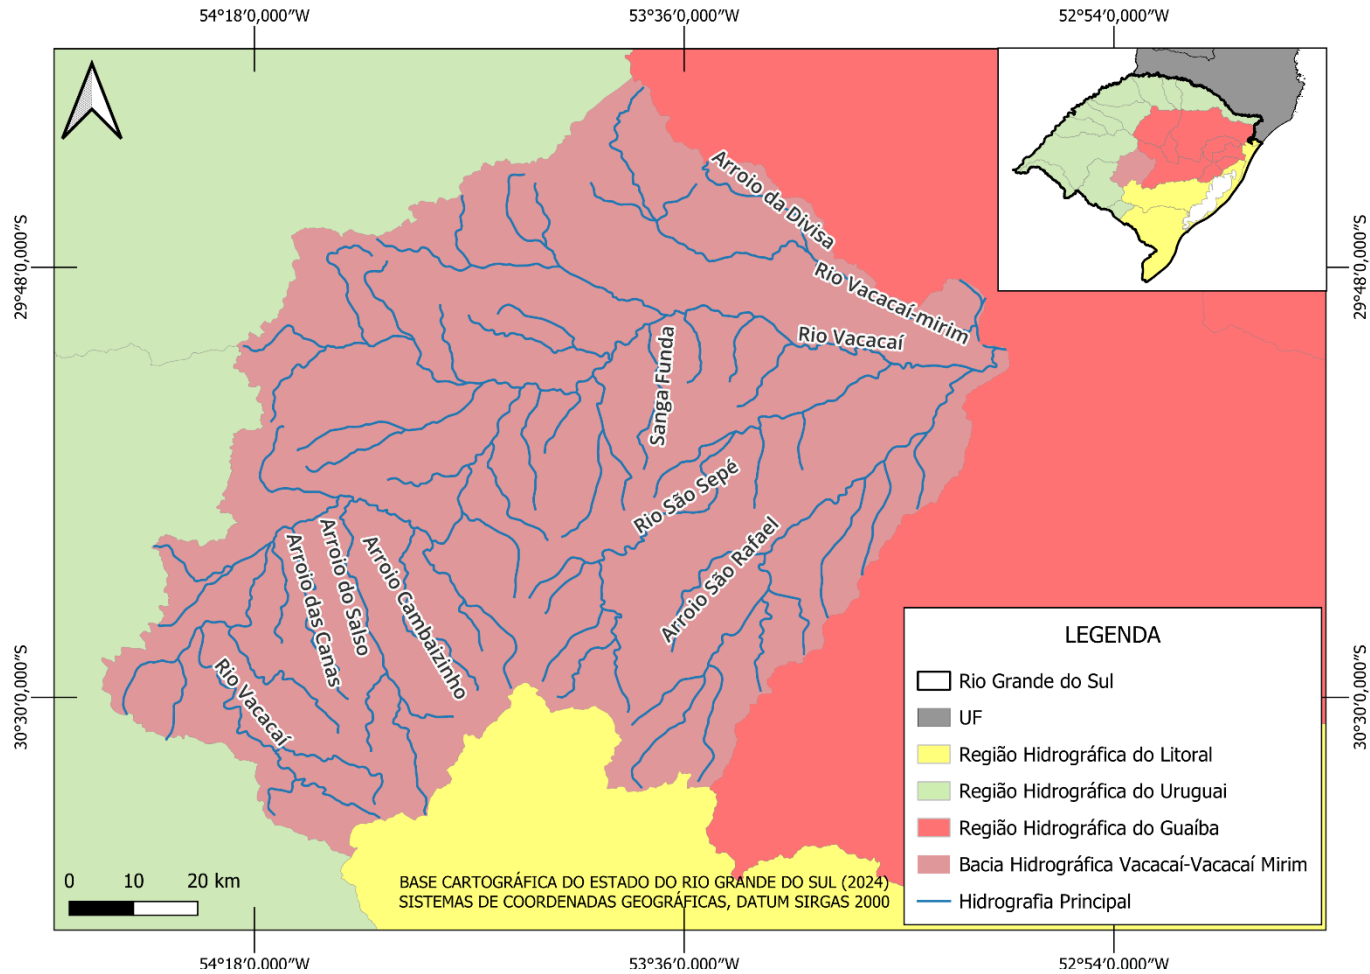 54°18′0,000″W
53°36′0,000″W
52°54′0,000″W
29°48′0,000″S
29°48′0,000″S
Arroio da Divisa
Rio Vacacaí-mirim
Rio Vacacaí
Sanga Funda
Rio São Sepé
Arroio São Rafael
Arroio Cambaizinho
Arroio do Salso
Arroio das Canas
Rio Vacacaí
30°30′0,000″S
30°30′0,000″S
LEGENDA
Rio Grande do Sul
UF
Região Hidrográfica do Litoral
Região Hidrográfica do Uruguai
Região Hidrográfica do Guaíba
Bacia Hidrográfica Vacacaí-Vacacaí Mirim
Hidrografia Principal
0 10 20 km
BASE CARTOGRÁFICA DO ESTADO DO RIO GRANDE DO SUL (2024)
SISTEMAS DE COORDENADAS GEOGRÁFICAS, DATUM SIRGAS 2000
54°18′0,000″W
53°36′0,000″W
52°54′0,000″W